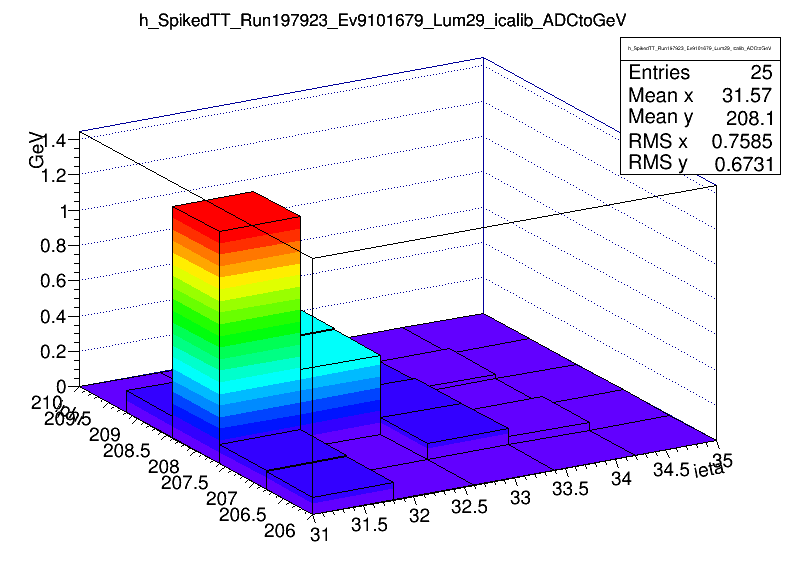 h_SpikedTT_Run197923_Ev9101679_Lum29_icalib_ADCtoGeV
h_SpikedTT_Run197923_Ev9101679_Lum29_icalib_ADCtoGeV
Entries 25
Mean x 31.57
Mean y 208.1
RMS x 0.7585
RMS y 0.6731
GeV
1.4
1.2
1
0.8
0.6
0.4
0.2
0
210
209.5
209
208.5
208
207.5
207
206.5
206
31
31.5
32
32.5
33
33.5
34
34.5
35
ieta